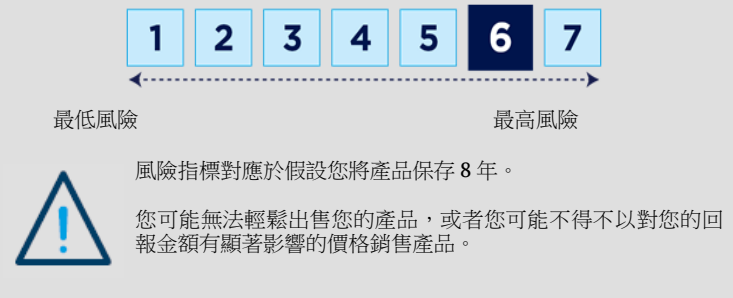 1 2 3 4 5 6 7
最低風險 最高風險
風險指標對應於假設您將產品保存 8 年。
您可能無法輕鬆出售您的產品，或者您可能不得不以對您的回
報金額有顯著影響的價格銷售產品。